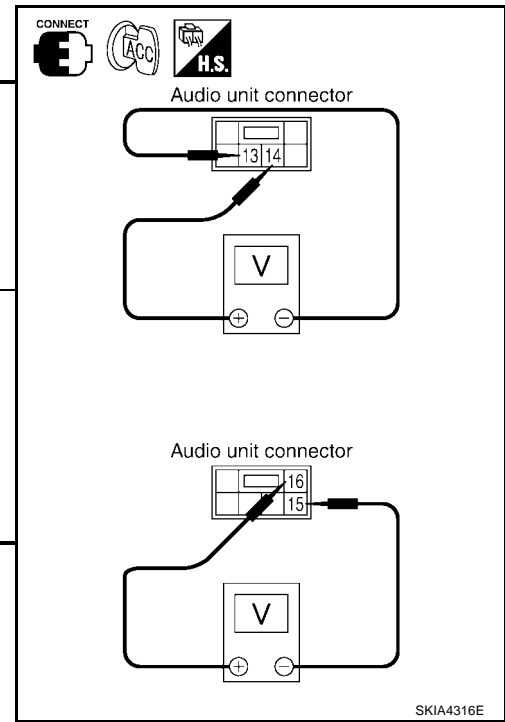 CONNECT
ACC
H.S.
Audio unit connector
13 14
V
+ −
Audio unit connector
16
15
V
+ −
SKIA4316E